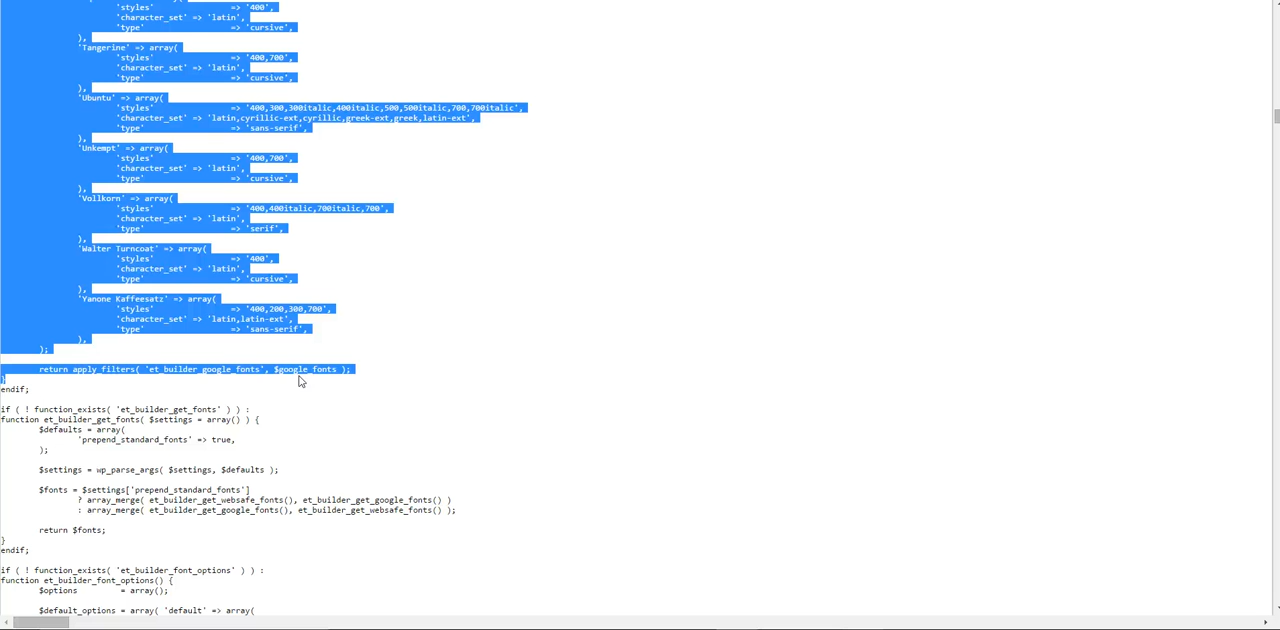 'styles' => '400',
'character_set' => 'latin',
'type' => 'cursive',
),
'Tangerine' => array(
'styles' => '400,700',
'character_set' => 'latin',
'type' => 'cursive',
),
'Ubuntu' => array(
'styles' => '400,300,300italic,400italic,500,500italic,700,700italic',
'character_set' => 'latin,cyrillic-ext,cyrillic,greek-ext,greek,latin-ext',
'type' => 'sans-serif',
),
'Unkempt' => array(
'styles' => '400,700',
'character_set' => 'latin',
'type' => 'cursive',
),
'Vollkorn' => array(
'styles' => '400,400italic,700italic,700',
'character_set' => 'latin',
'type' => 'serif',
),
'Walter Turncoat' => array(
'styles' => '400',
'character_set' => 'latin',
'type' => 'cursive',
),
'Yanone Kaffeesatz' => array(
'styles' => '400,200,300,700',
'character_set' => 'latin,latin-ext',
'type' => 'sans-serif',
),
);
return apply_filters( 'et_builder_google_fonts', $google_fonts );
}
endif;
if ( ! function_exists( 'et_builder_get_fonts' ) ) :
function et_builder_get_fonts( $settings = array() ) {
$defaults = array(
'prepend_standard_fonts' => true,
);
$settings = wp_parse_args( $settings, $defaults );
$fonts = $settings['prepend_standard_fonts']
? array_merge( et_builder_get_websafe_fonts(), et_builder_get_google_fonts() )
: array_merge( et_builder_get_google_fonts(), et_builder_get_websafe_fonts() );
return $fonts;
}
endif;
if ( ! function_exists( 'et_builder_font_options' ) ) :
function et_builder_font_options() {
$options = array();
$default_options = array( 'default' => array(